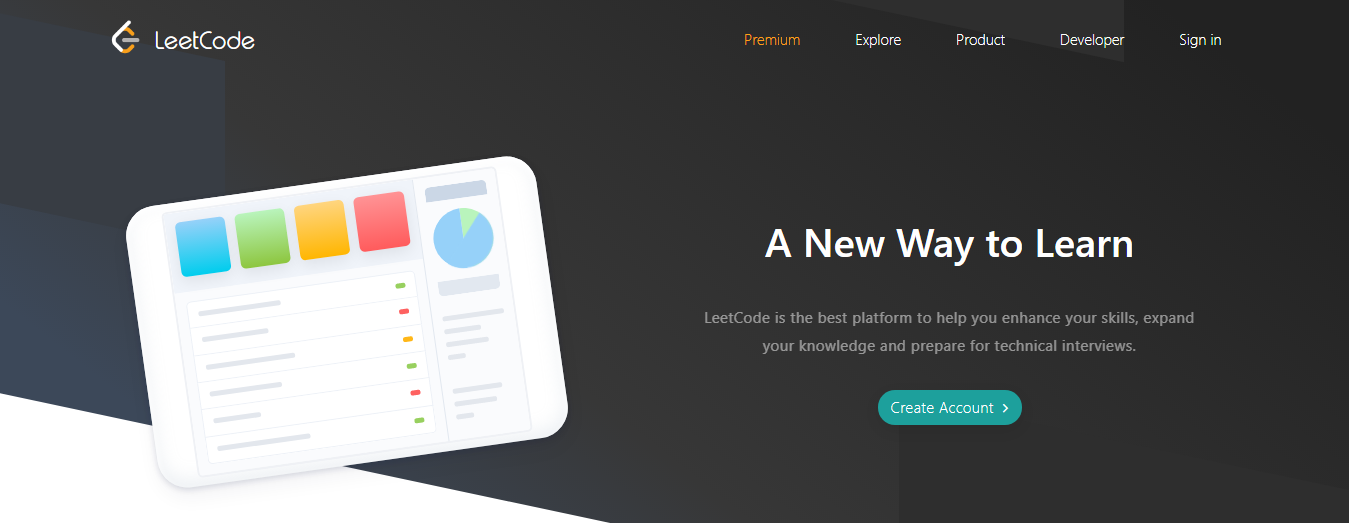 LeetCode
Premium
Explore
Product
Developer
Sign in
A New Way to Learn
LeetCode is the best platform to help you enhance your skills, expand
your knowledge and prepare for technical interviews.
Create Account